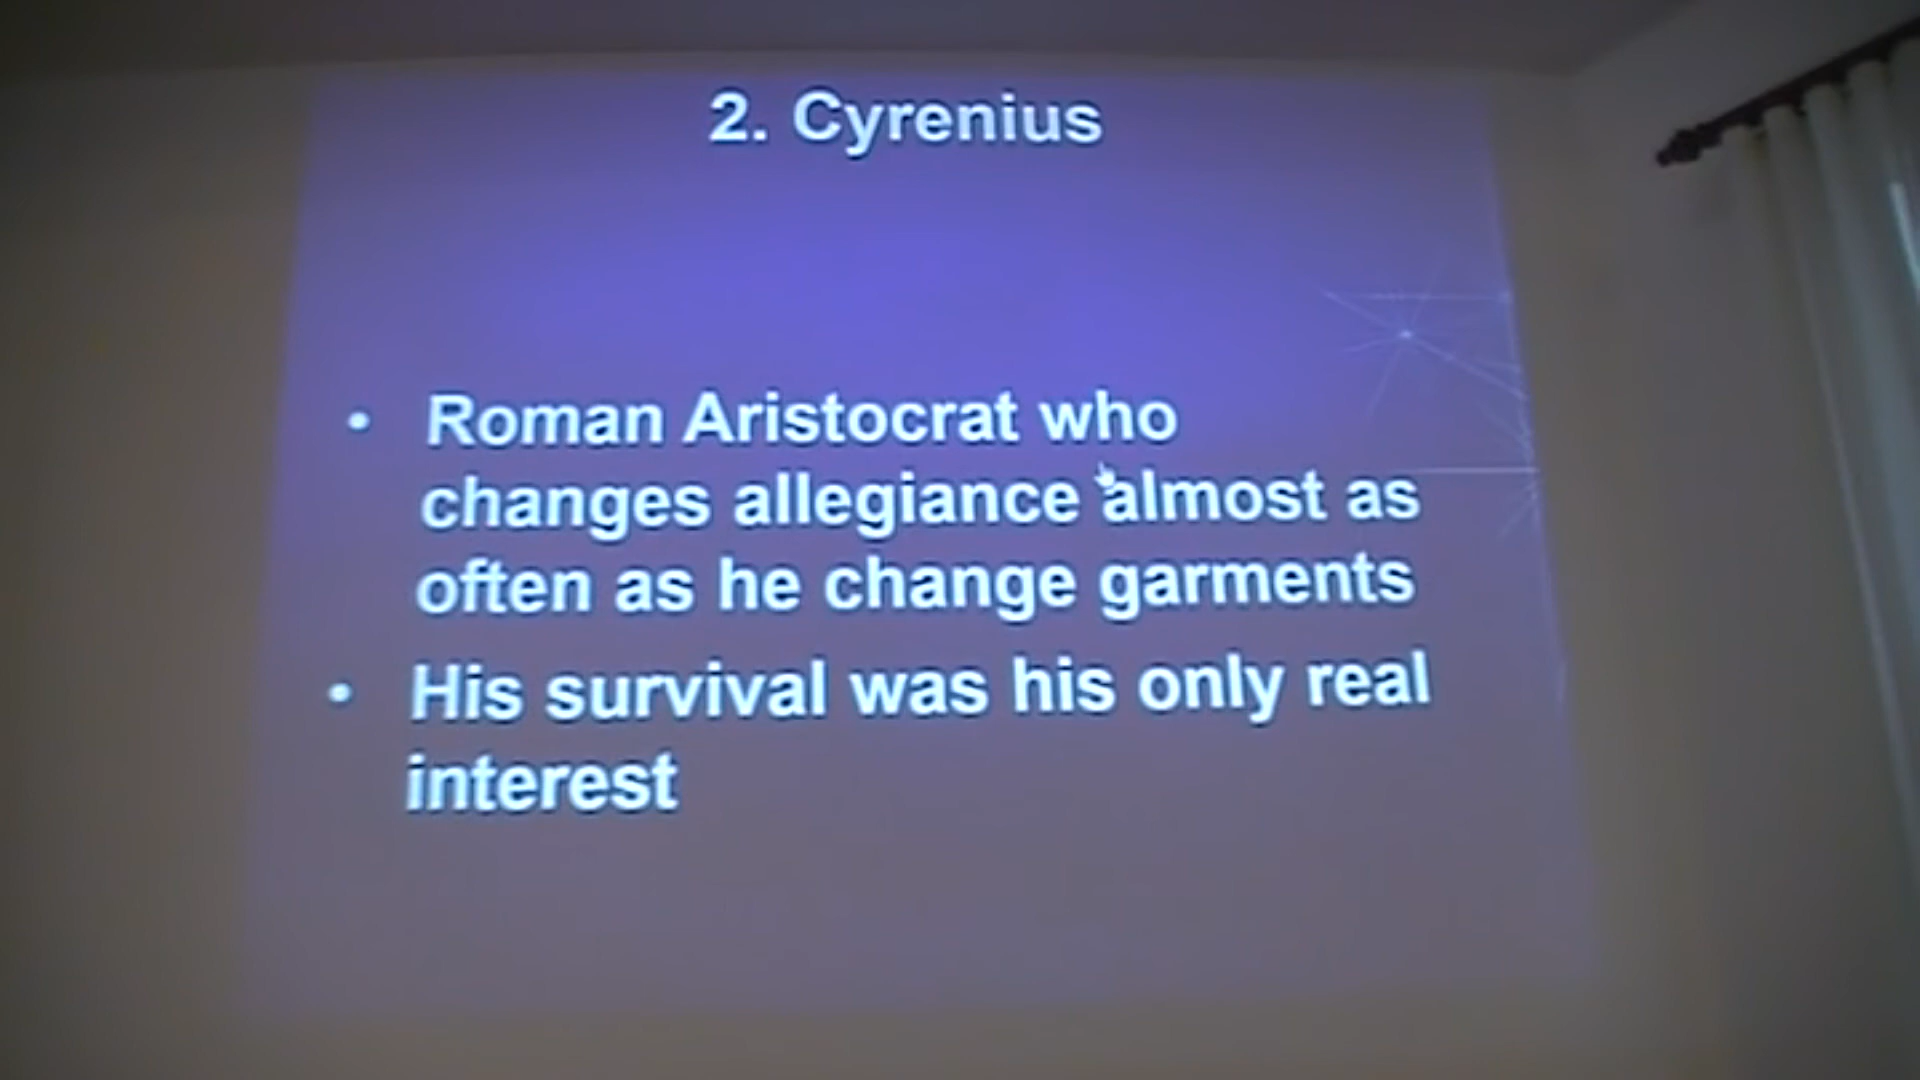 2. Cyrenius
• Roman Aristocrat who
changes allegiance almost as
often as he change garments
• His survival was his only real
interest